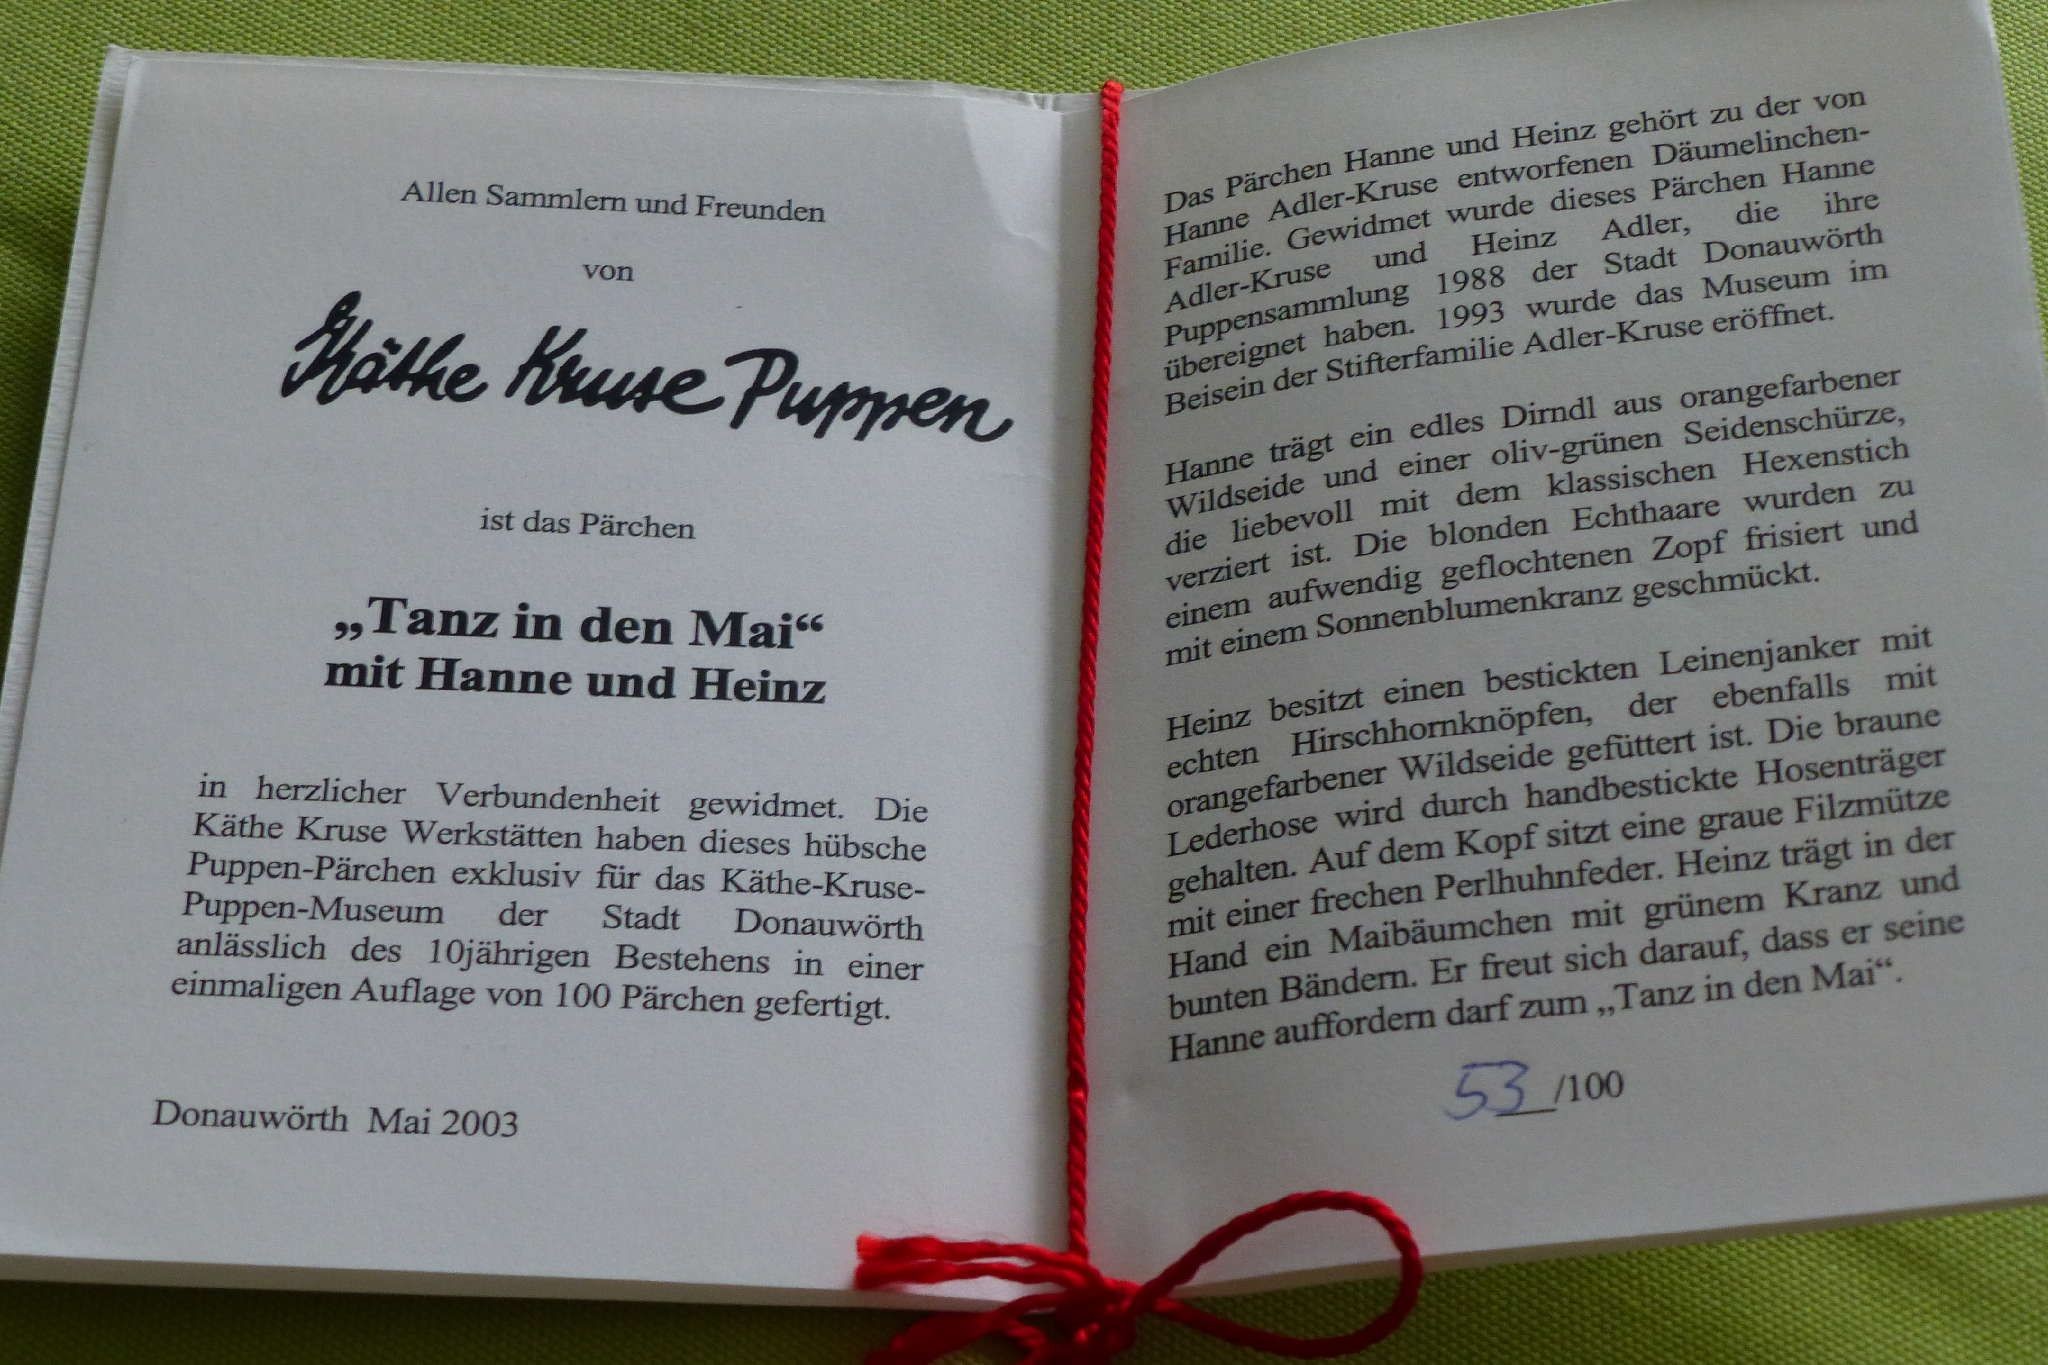 Allen Sammlern und Freunden
von
Käthe Kruse Puppen
ist das Pärchen
„Tanz in den Mai“
mit Hanne und Heinz
in herzlicher Verbundenheit gewidmet. Die
Käthe Kruse Werkstätten haben dieses hübsche
Puppen-Pärchen exklusiv für das Käthe-Kruse-
Puppen-Museum der Stadt Donauwörth
anlässlich des 10jährigen Bestehens in einer
einmaligen Auflage von 100 Pärchen gefertigt.
Donauwörth Mai 2003
Das Pärchen Hanne und Heinz gehört zu der von
Hanne Adler-Kruse entworfenen Däumelinchen-
Familie. Gewidmet wurde dieses Pärchen Hanne
Adler-Kruse und Heinz Adler, die ihre
Puppensammlung 1988 der Stadt Donauwörth
übereignet haben. 1993 wurde das Museum im
Beisein der Stifterfamilie Adler-Kruse eröffnet.
Hanne trägt ein edles Dirndl aus orangefarbener
Wildseide und einer oliv-grünen Seidenschürze,
die liebevoll mit dem klassischen Hexenstich
verziert ist. Die blonden Echthaare wurden zu
einem aufwendig geflochtenen Zopf frisiert und
mit einem Sonnenblumenkranz geschmückt.
Heinz besitzt einen bestickten Leinenjanker mit
echten Hirschhornknöpfen, der ebenfalls mit
orangefarbener Wildseide gefüttert ist. Die braune
Lederhose wird durch handbestickte Hosenträger
gehalten. Auf dem Kopf sitzt eine graue Filzmütze
mit einer frechen Perlhuhnfeder. Heinz trägt in der
Hand ein Maibäumchen mit grünem Kranz und
bunten Bändern. Er freut sich darauf, dass er seine
Hanne auffordern darf zum „Tanz in den Mai“.
53/100